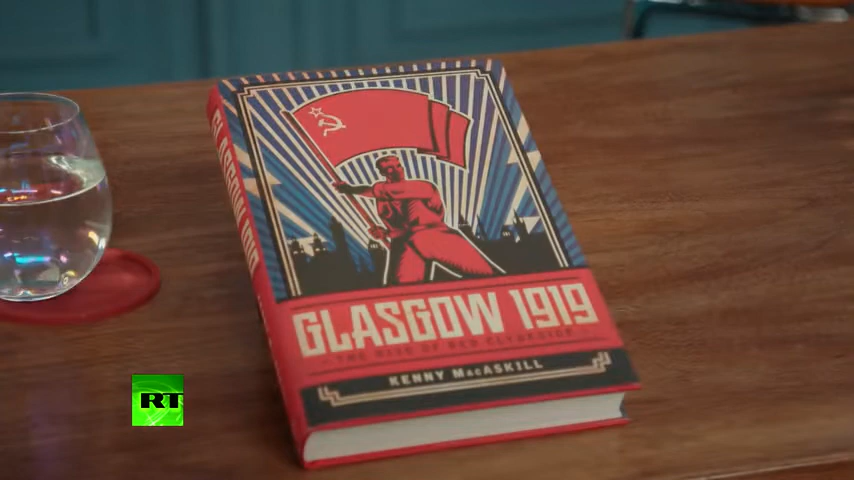 GLASGOW 1919
GLASGOW 1919
THE RISE OF RED CLYDESIDE
KENNY MacASKILL
RT